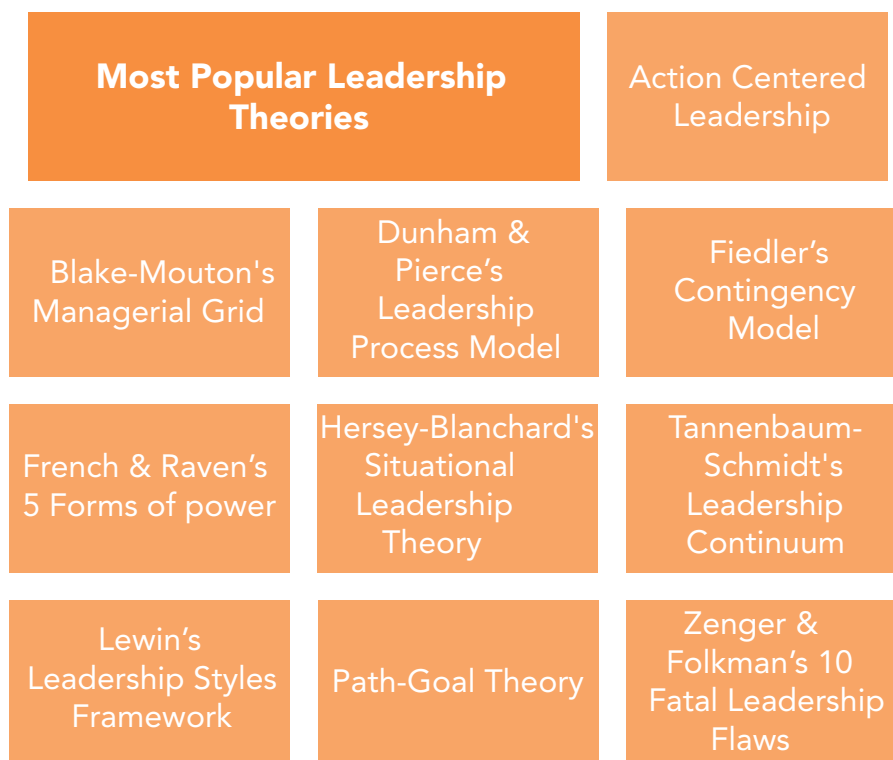 Most Popular Leadership
Theories
Action Centered
Leadership
Blake-Mouton's
Managerial Grid
Dunham &
Pierce’s
Leadership
Process Model
Fiedler’s
Contingency
Model
French & Raven’s
5 Forms of power
Hersey-Blanchard's
Situational
Leadership
Theory
Tannenbaum-
Schmidt's
Leadership
Continuum
Lewin’s
Leadership Styles
Framework
Path-Goal Theory
Zenger &
Folkman’s 10
Fatal Leadership
Flaws